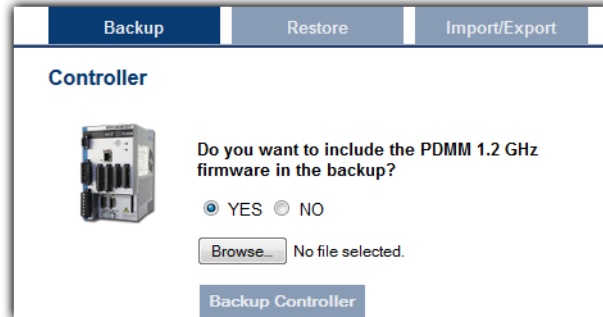 Backup Restore Import/Export
Controller
Do you want to include the PDMM 1.2 GHz
firmware in the backup?
YES NO
Browse... No file selected.
Backup Controller